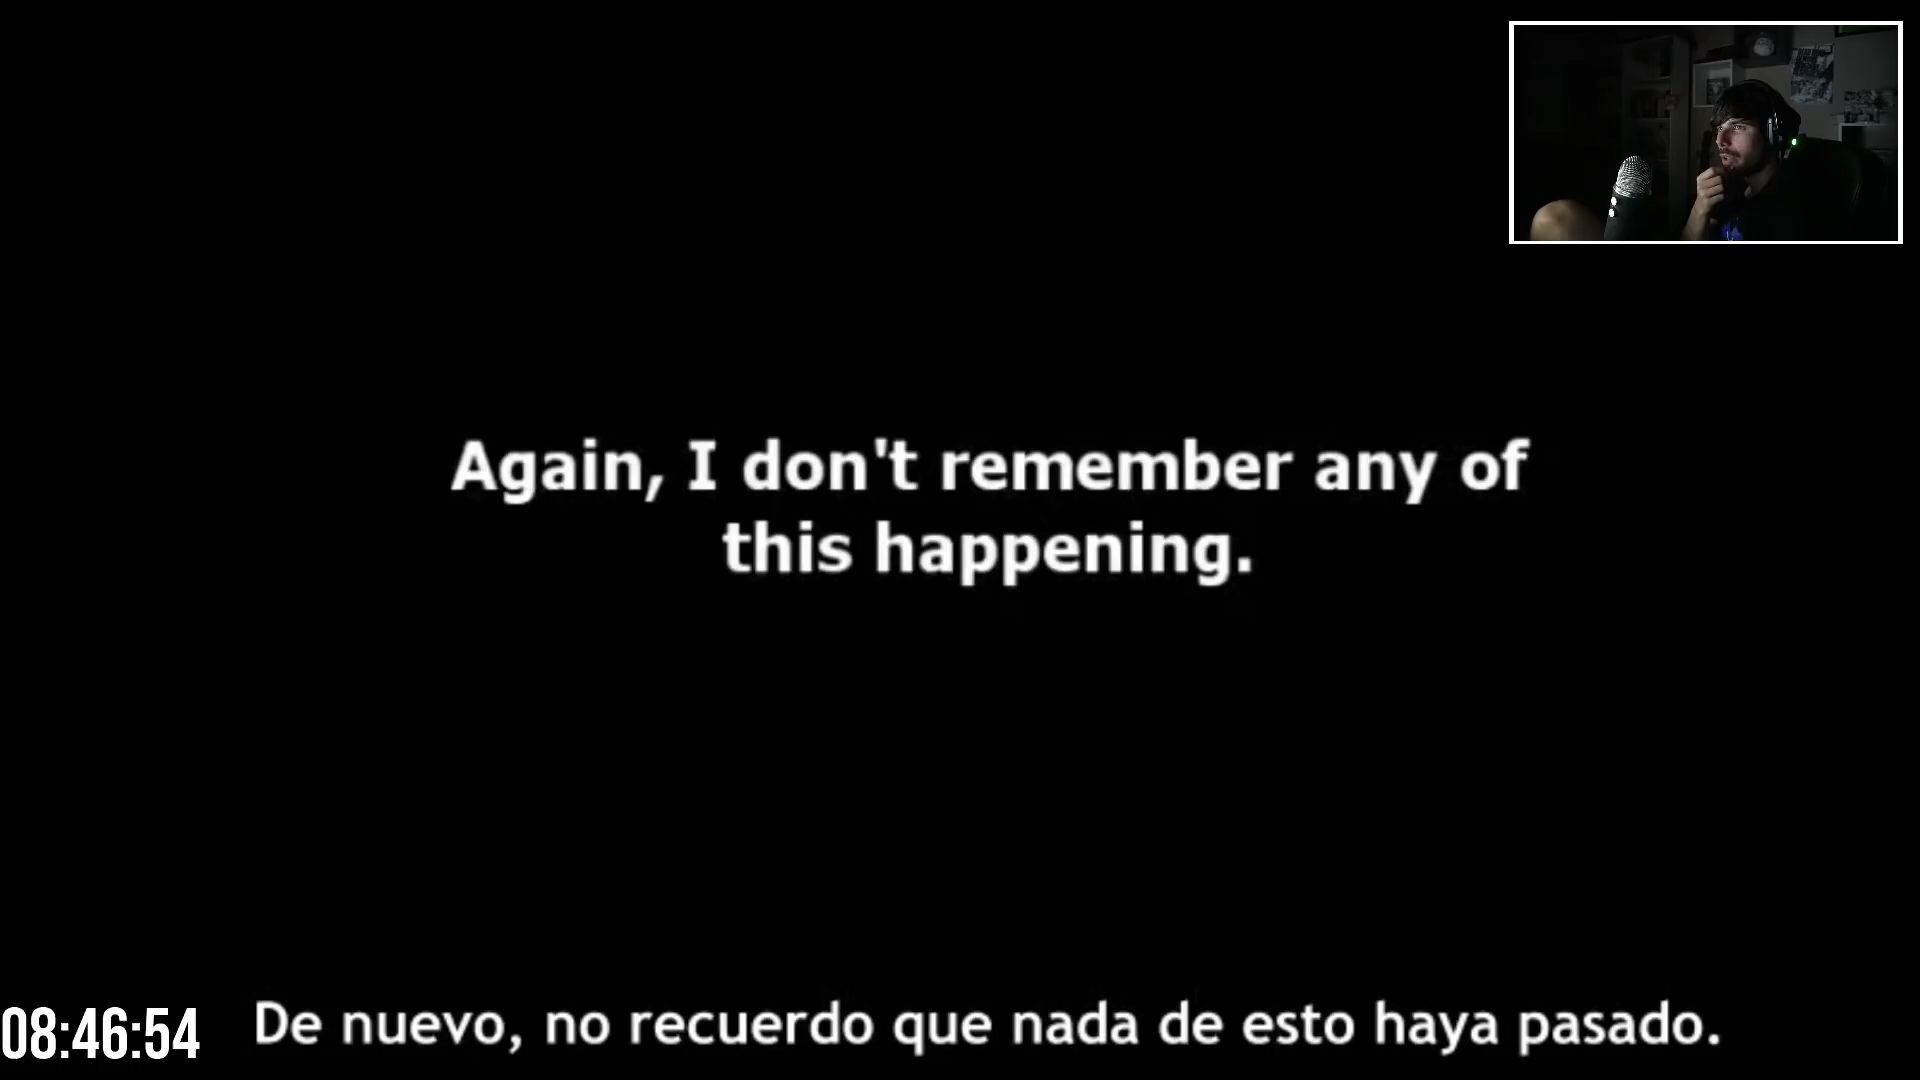 Again, I don't remember any of
this happening.
08:46:54
De nuevo, no recuerdo que nada de esto haya pasado.